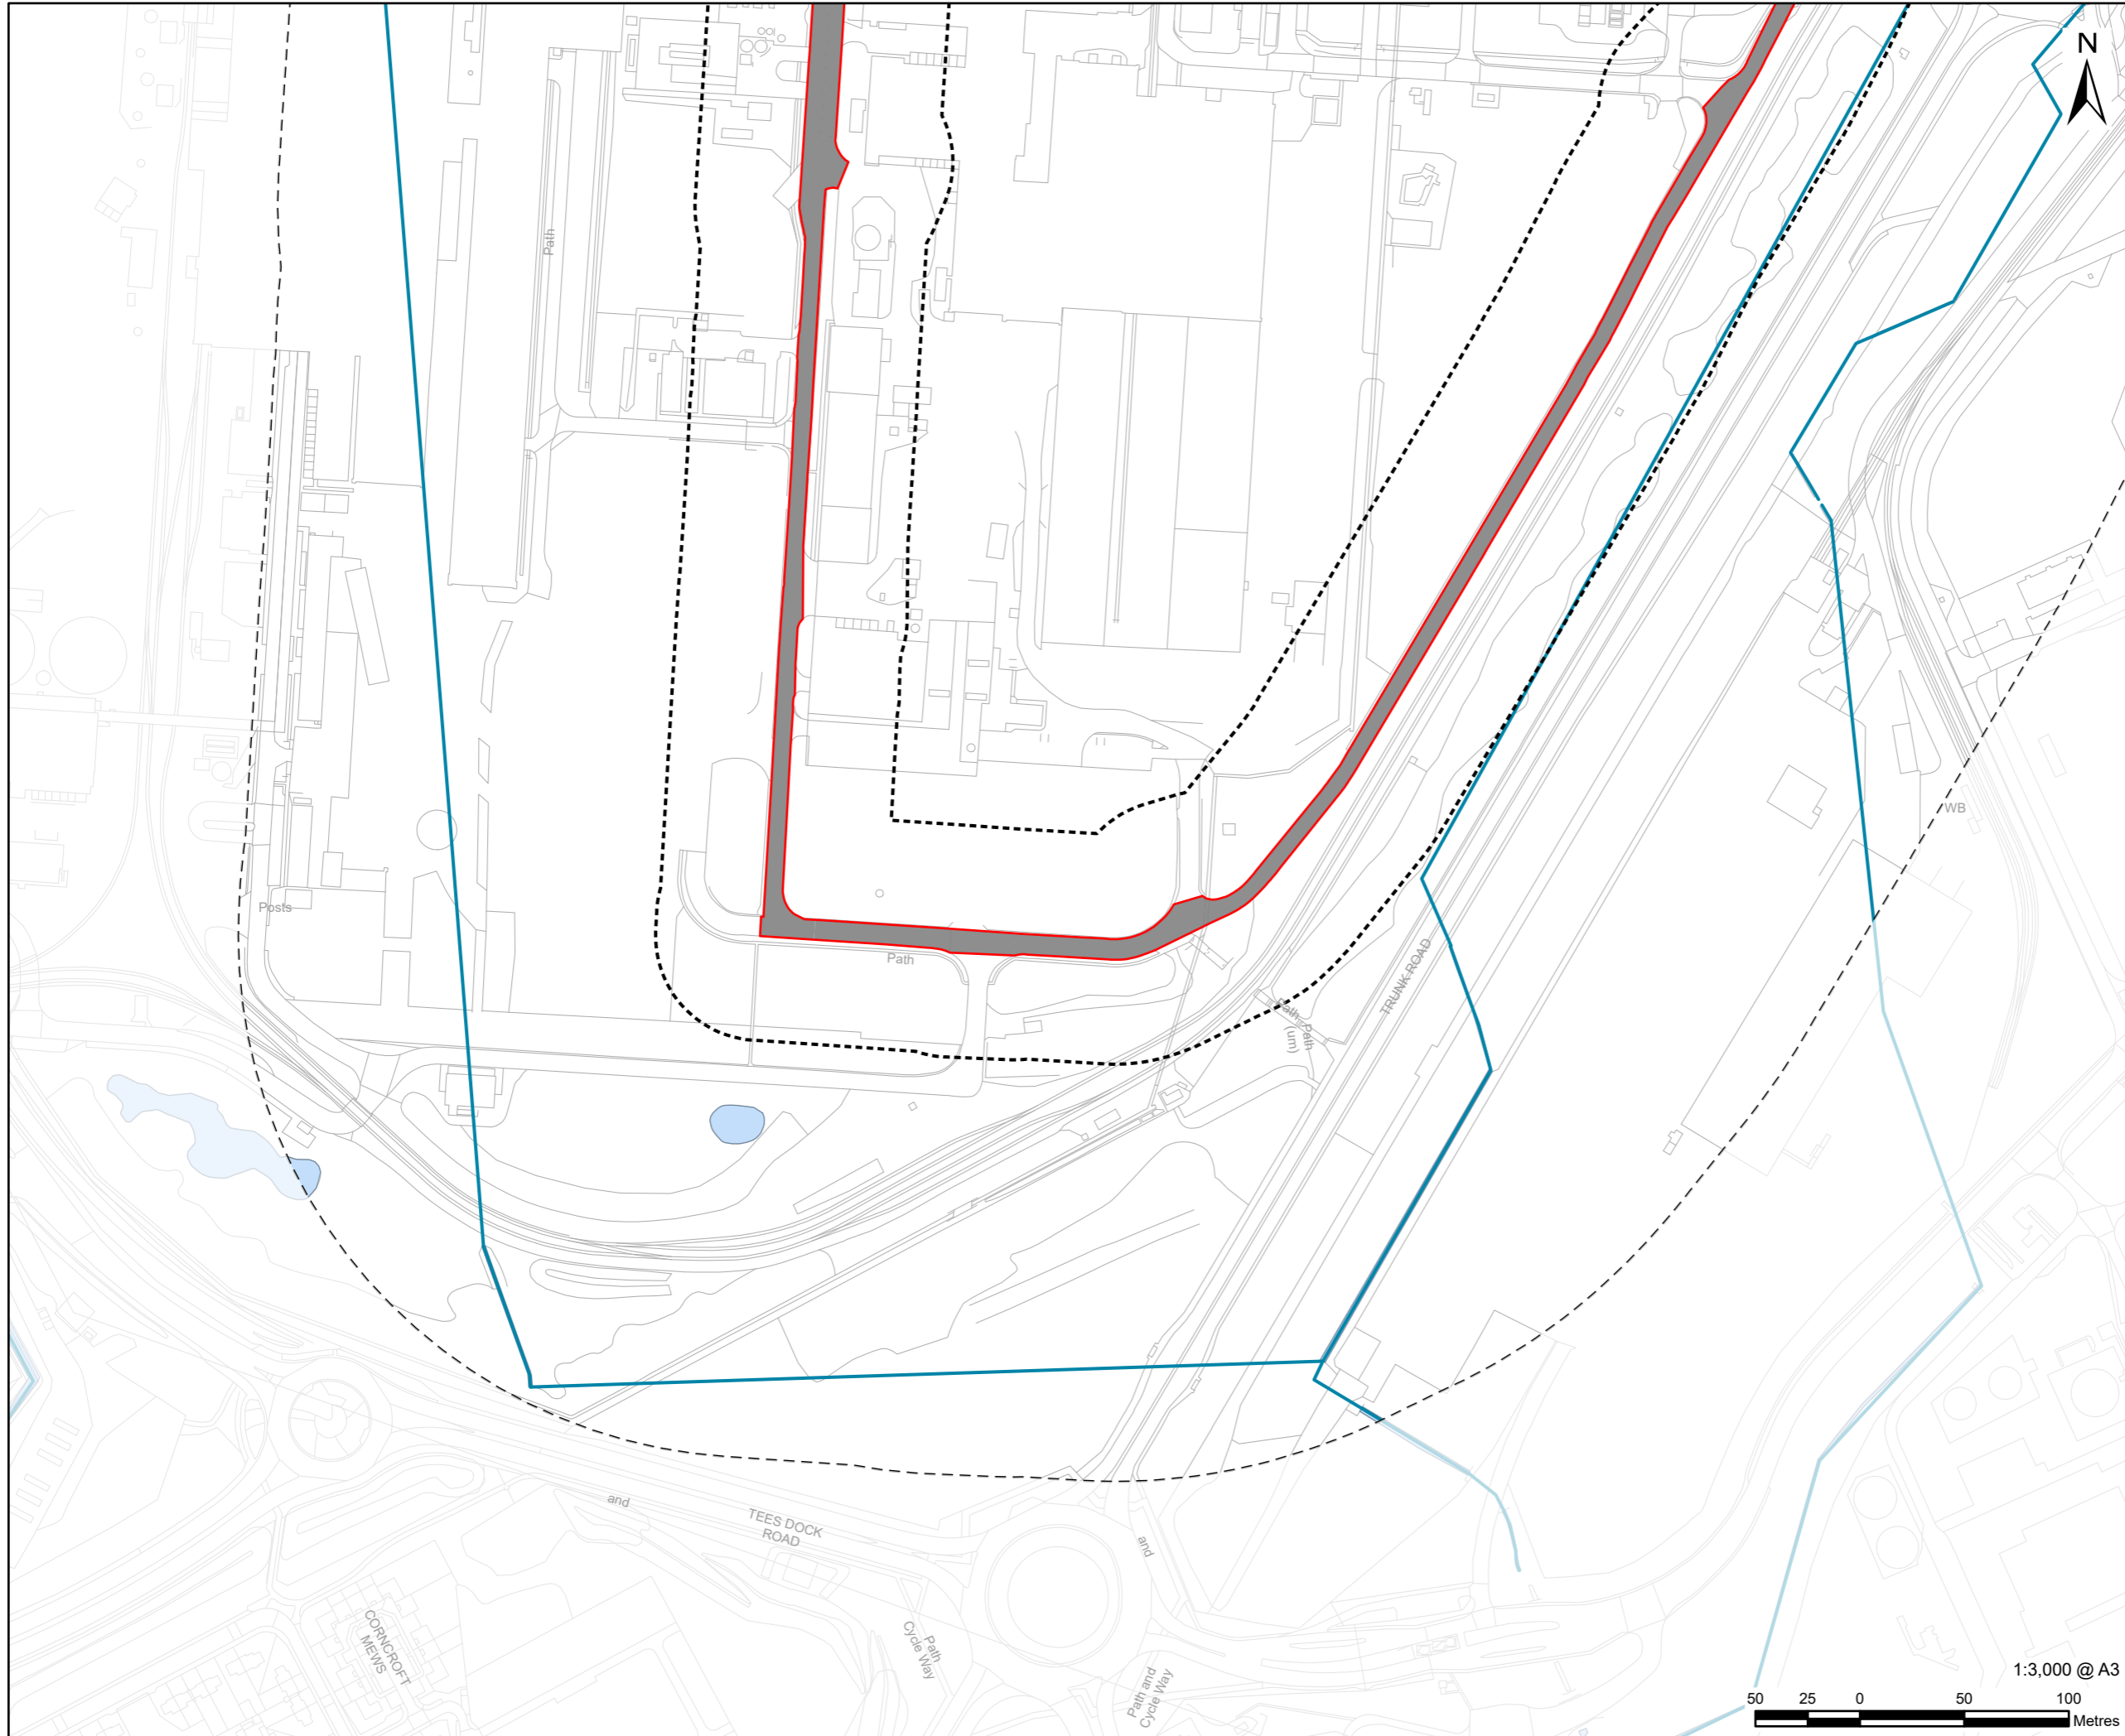 N
Path
WB
Posts
Path
TRUNK ROAD
Path
Path
(um)
and
TEES DOCK
ROAD
and
CORNCROFT
MEWS
Path
Cycle Way
Path and
Cycle Way
1:3,000 @ A3
50 25 0 50 100
Metres